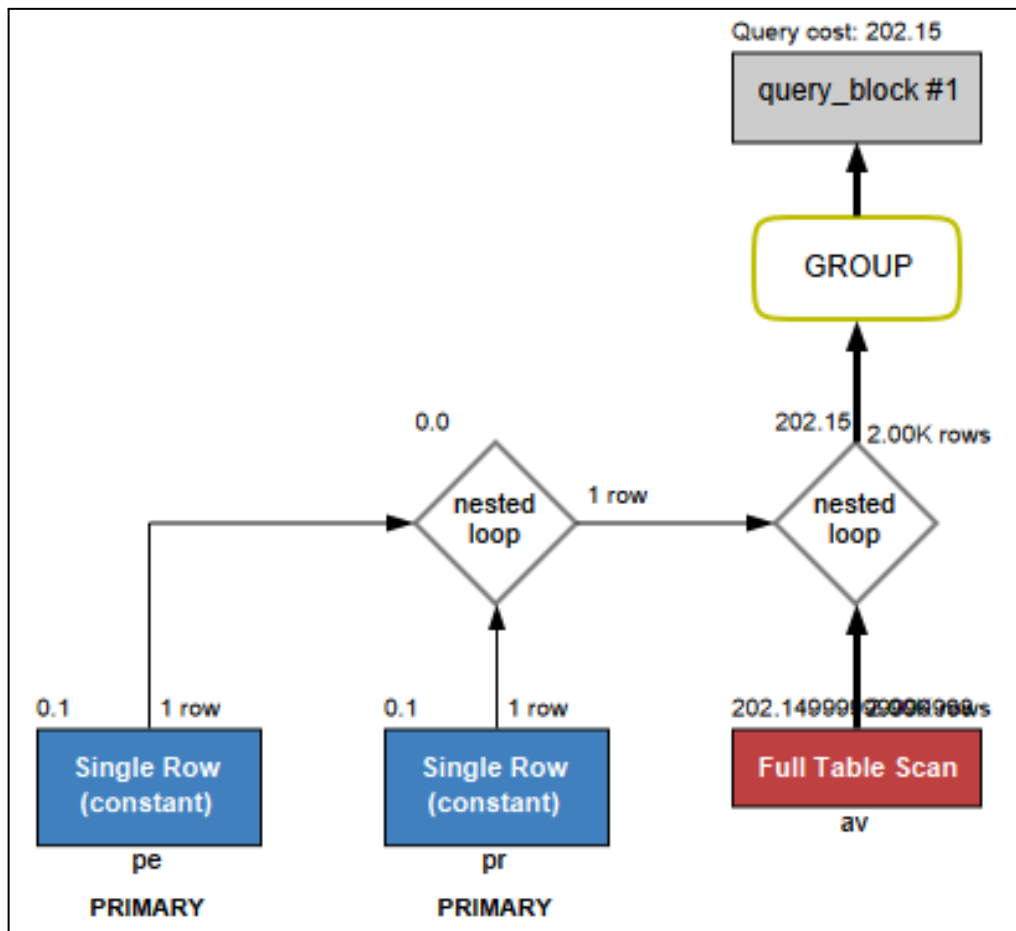 Query cost: 202.15
query_block #1
GROUP
0.0
202.15
2.00K rows
nested
loop
1 row
nested
loop
0.1
1 row
0.1
1 row
Single Row
(constant)
Single Row
(constant)
Full Table Scan
pe
pr
av
PRIMARY
PRIMARY